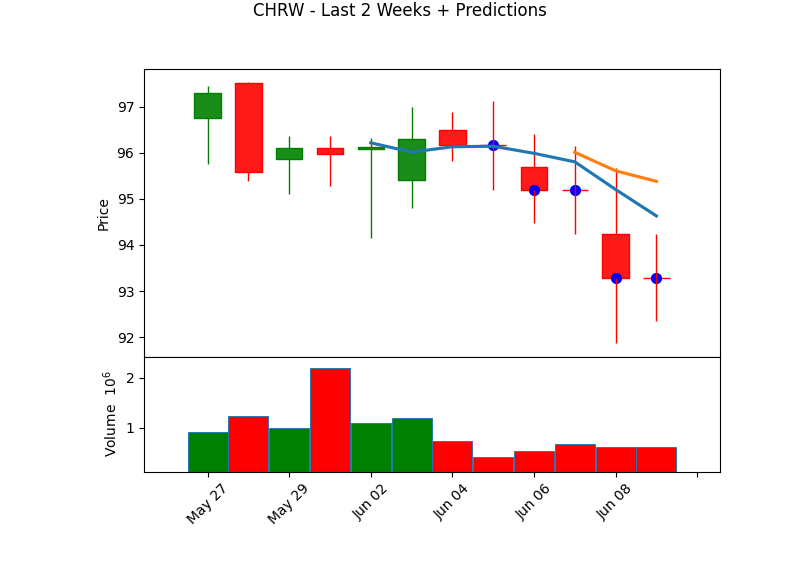 CHRW - Last 2 Weeks + Predictions
Price
97
96
95
94
93
92
Volume 10^6
2
1
May 27
May 29
Jun 02
Jun 04
Jun 06
Jun 08